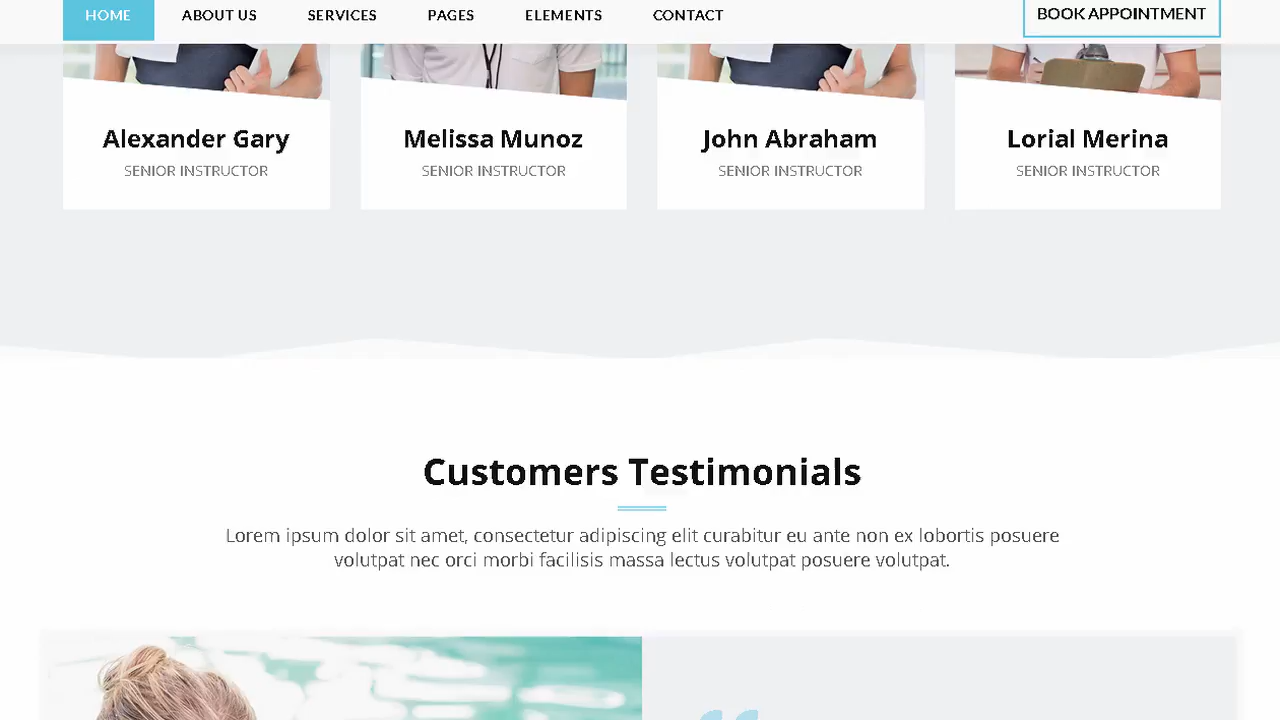 HOME ABOUT US SERVICES PAGES ELEMENTS CONTACT BOOK APPOINTMENT
Alexander Gary Melissa Munoz John Abraham Lorial Merina
SENIOR INSTRUCTOR SENIOR INSTRUCTOR SENIOR INSTRUCTOR SENIOR INSTRUCTOR
Customers Testimonials
Lorem ipsum dolor sit amet, consectetur adipiscing elit curabitur eu ante non ex lobortis posuere
volutpat nec orci morbi facilisis massa lectus volutpat posuere volutpat.